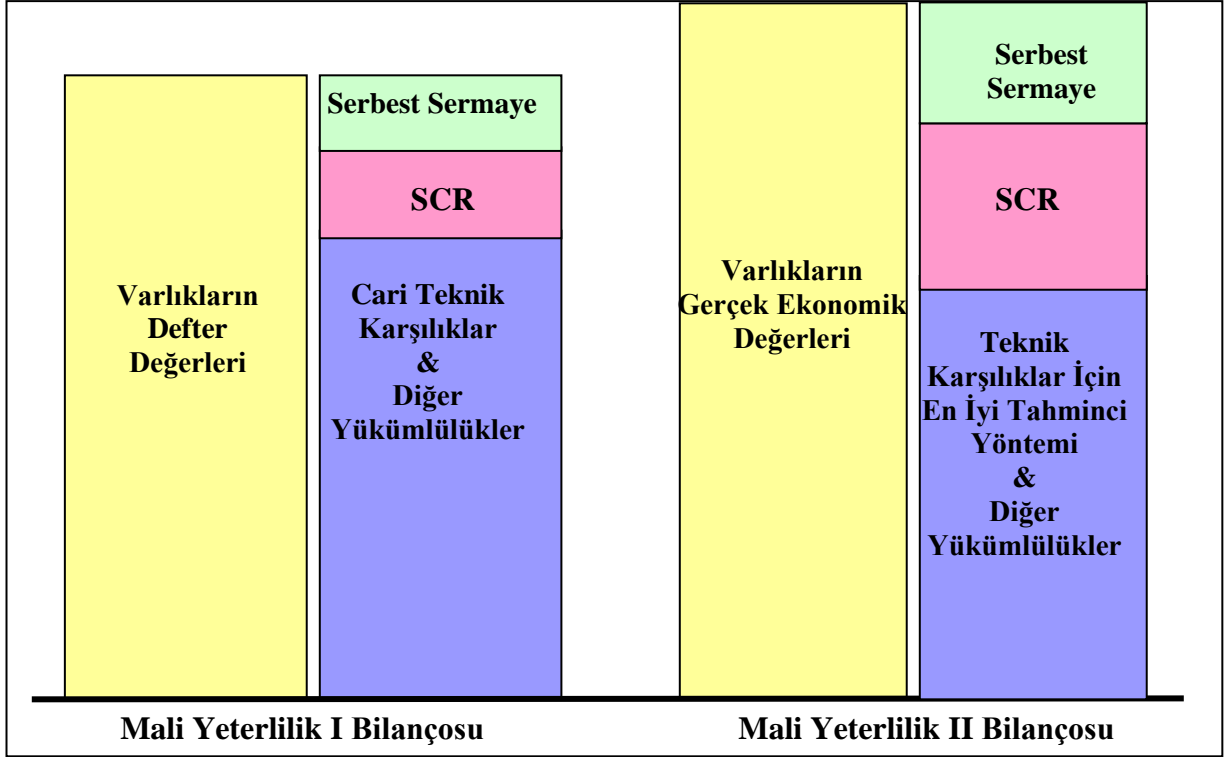 Serbest Sermaye
SCR
Varlıkların
Defter
Değerleri
Cari Teknik
Karşılıklar
&
Diğer
Yükümlülükler
Mali Yeterlilik I Bilançosu
Serbest
Sermaye
SCR
Varlıkların
Gerçek Ekonomik
Değerleri
Teknik
Karşılıklar İçin
En İyi Tahminci
Yöntemi
&
Diğer
Yükümlülükler
Mali Yeterlilik II Bilançosu